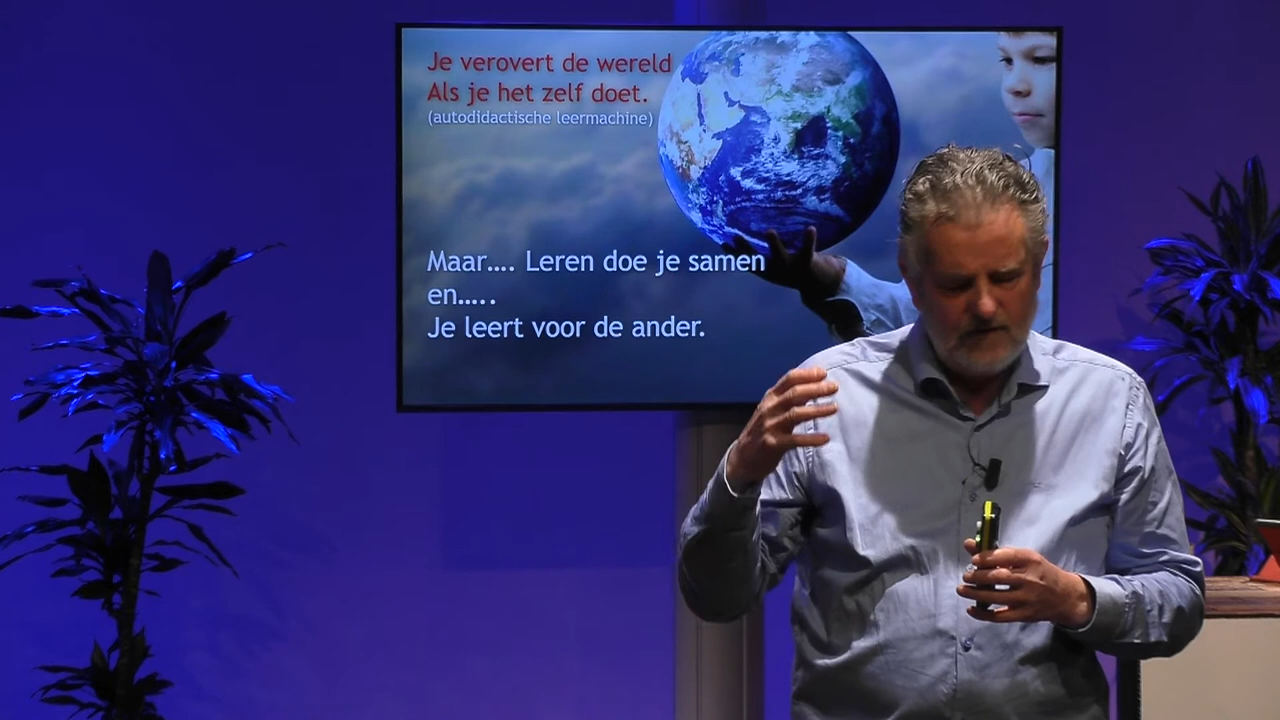 Je verovert de wereld
Als je het zelf doet.
(autodidactische leermachine)
Maar.... Leren doe je samen
en.....
Je leert voor de ander.